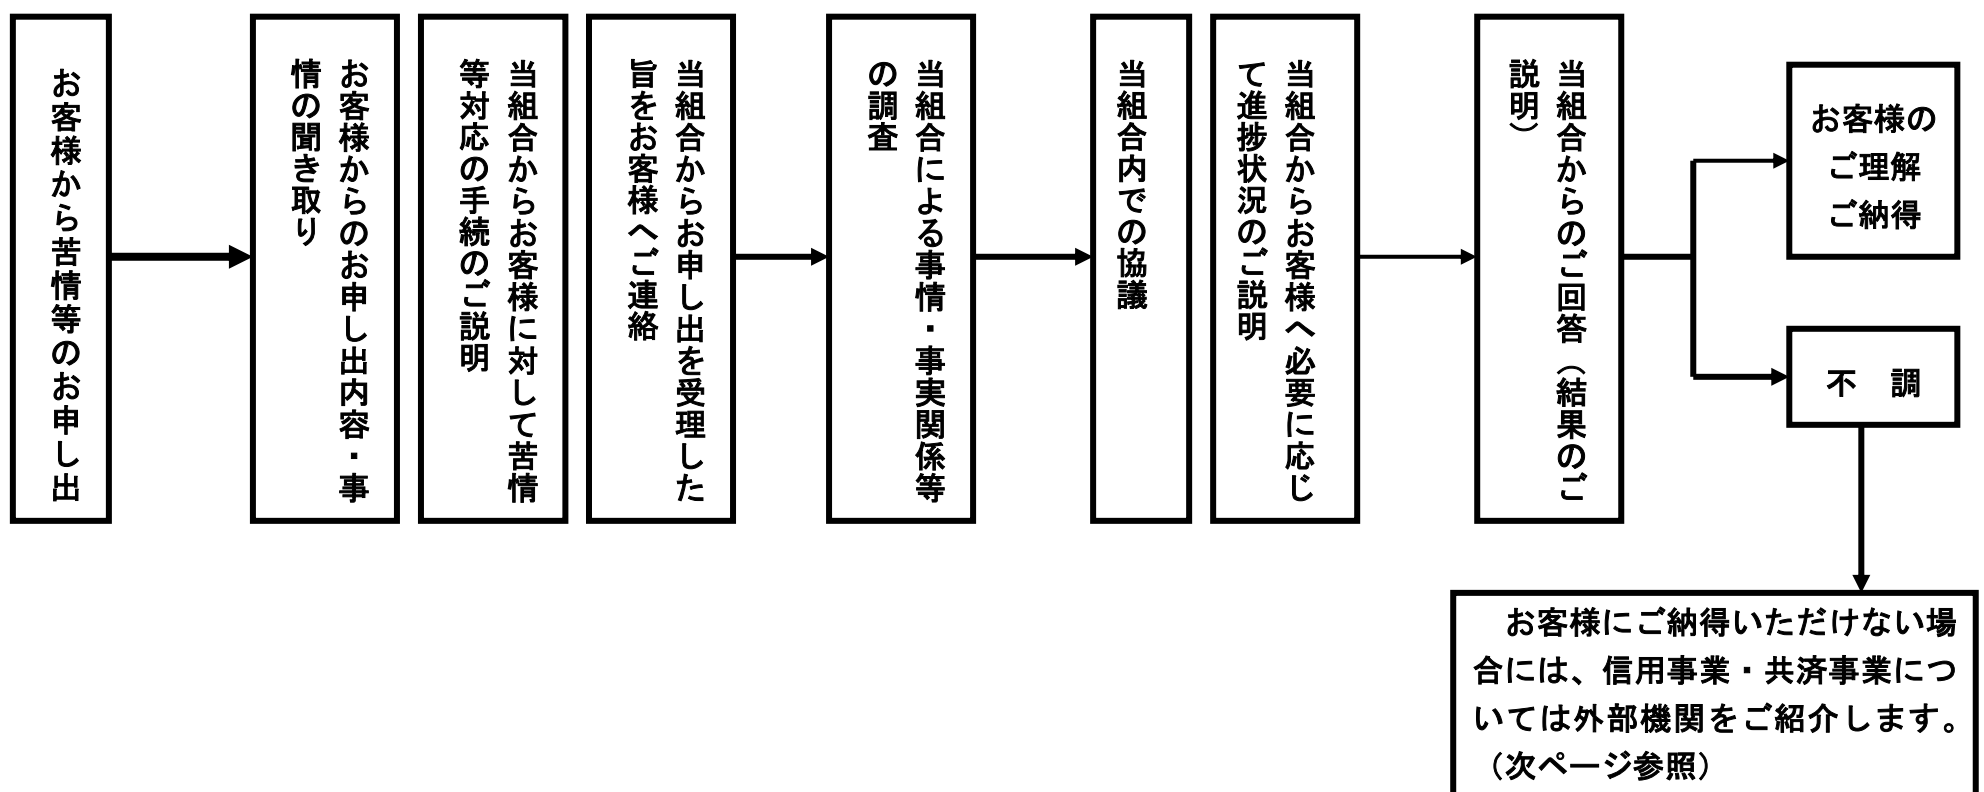 お客様から苦情等のお申し出
お客様からのお申し出内容・事
情の聞き取り
当組合からお客様に対して苦情
等対応の手続のご説明
当組合からお申し出を受理した
旨をお客様へご連絡
当組合による事情・事実関係等
の調査
当組合内での協議
当組合からお客様へ必要に応じ
て進捗状況のご説明
当組合からのご回答（結果のご
説明）
お客様の
ご理解
ご納得
不　調
お客様にご納得いただけない場
合には、信用事業・共済事業につ
いては外部機関をご紹介します。
（次ページ参照）